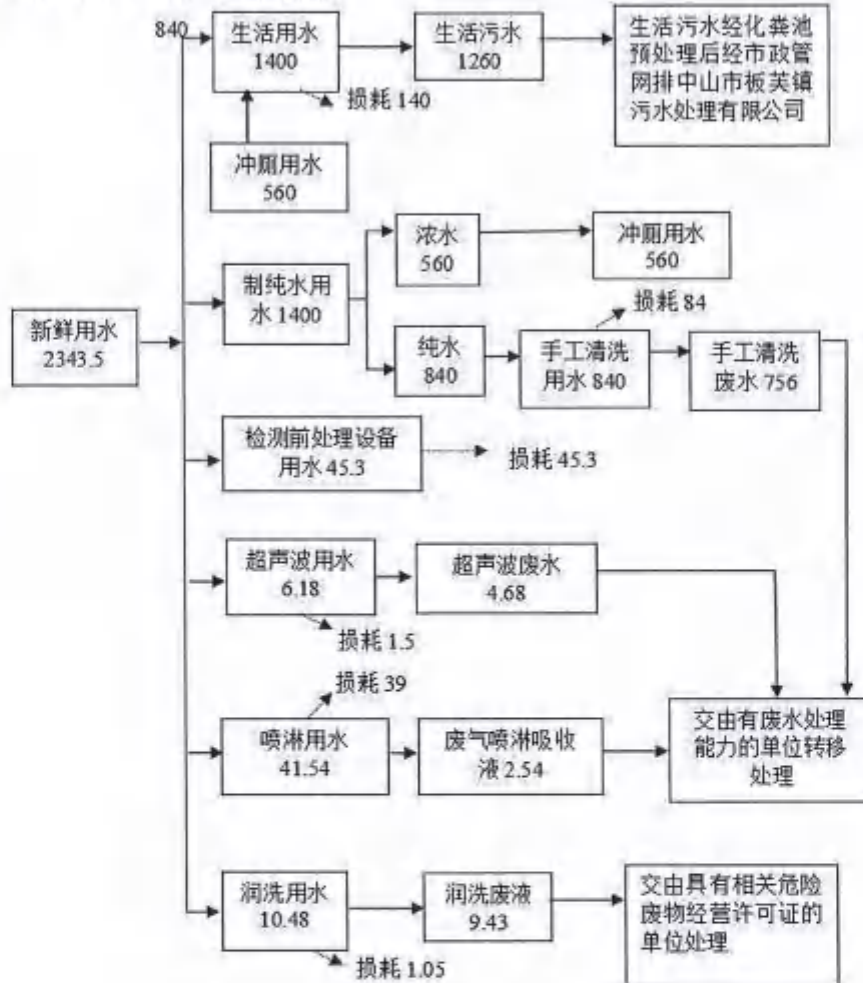 840
生活用水
1400
生活污水
1260
生活污水经化粪池
预处理后经市政管
网排中山市板芙镇
污水处理有限公司
损耗 140
冲厕用水
560
浓水
560
冲厕用水
560
制纯水用
水 1400
损耗 84
新鲜用水
2343.5
纯水
840
手工清洗
用水 840
手工清洗
废水 756
检测前处理设备
用水 45.3
损耗 45.3
超声波用水
6.18
超声波废水
4.68
损耗 1.5
损耗 39
喷淋用水
41.54
废气喷淋吸收
液 2.54
交由有废水处理
能力的单位转移
处理
润洗用水
10.48
润洗废液
9.43
交由具有相关危险
废物经营许可证的
单位处理
损耗 1.05